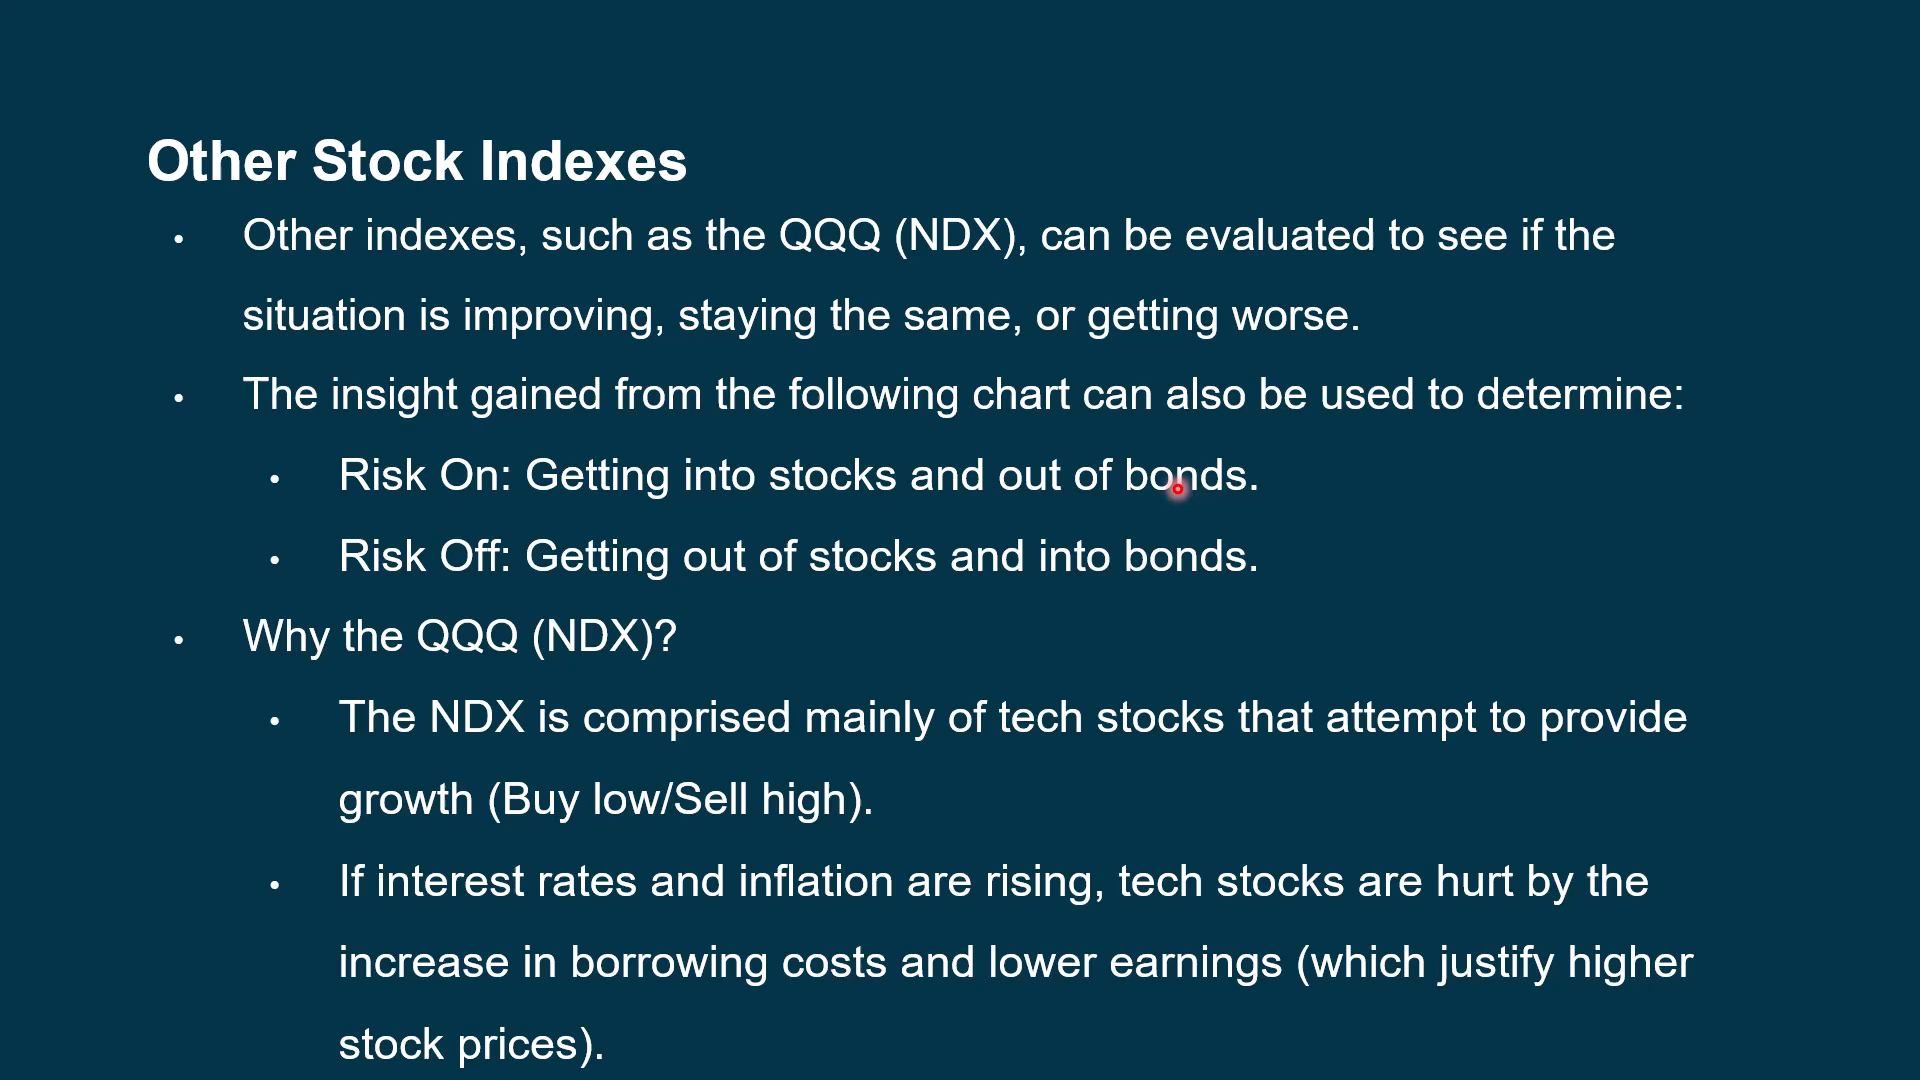 Other Stock Indexes
• Other indexes, such as the QQQ (NDX), can be evaluated to see if the
situation is improving, staying the same, or getting worse.
• The insight gained from the following chart can also be used to determine:
• Risk On: Getting into stocks and out of bonds.
• Risk Off: Getting out of stocks and into bonds.
• Why the QQQ (NDX)?
• The NDX is comprised mainly of tech stocks that attempt to provide
growth (Buy low/Sell high).
• If interest rates and inflation are rising, tech stocks are hurt by the
increase in borrowing costs and lower earnings (which justify higher
stock prices).